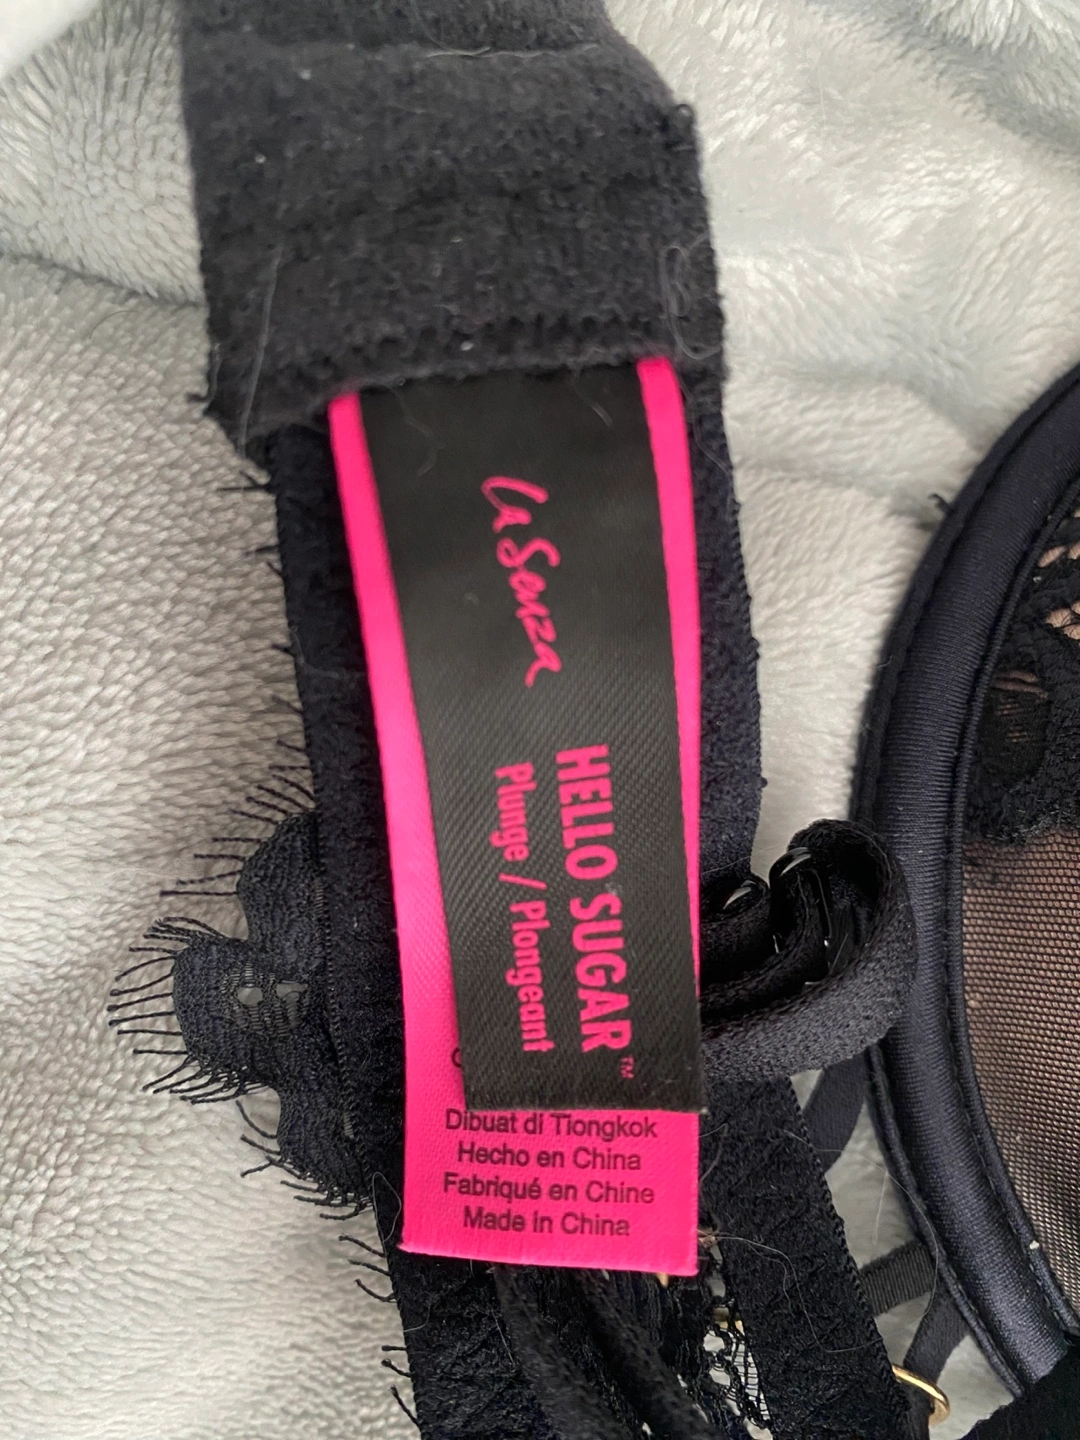 La Senza
HELLO SUGAR™
Plunge / Plongeant
Dibuat di Tiongkok
Hecho en China
Fabriqué en Chine
Made in China